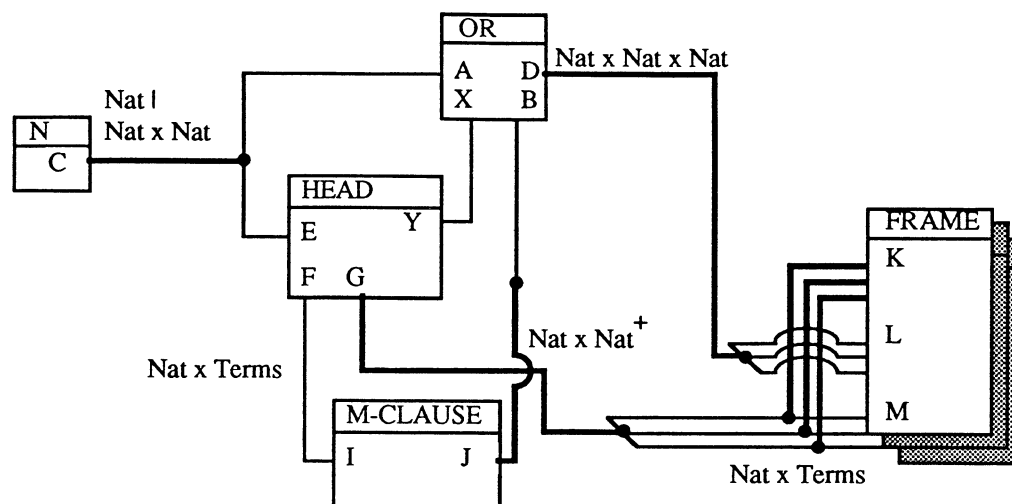 OR
Nat x Nat x Nat
A D
X B
Nat |
Nat x Nat
N
C
HEAD
Y
E
F G
FRAME
K
L
M
Nat x Nat+
Nat x Terms
M-CLAUSE
I J
Nat x Terms